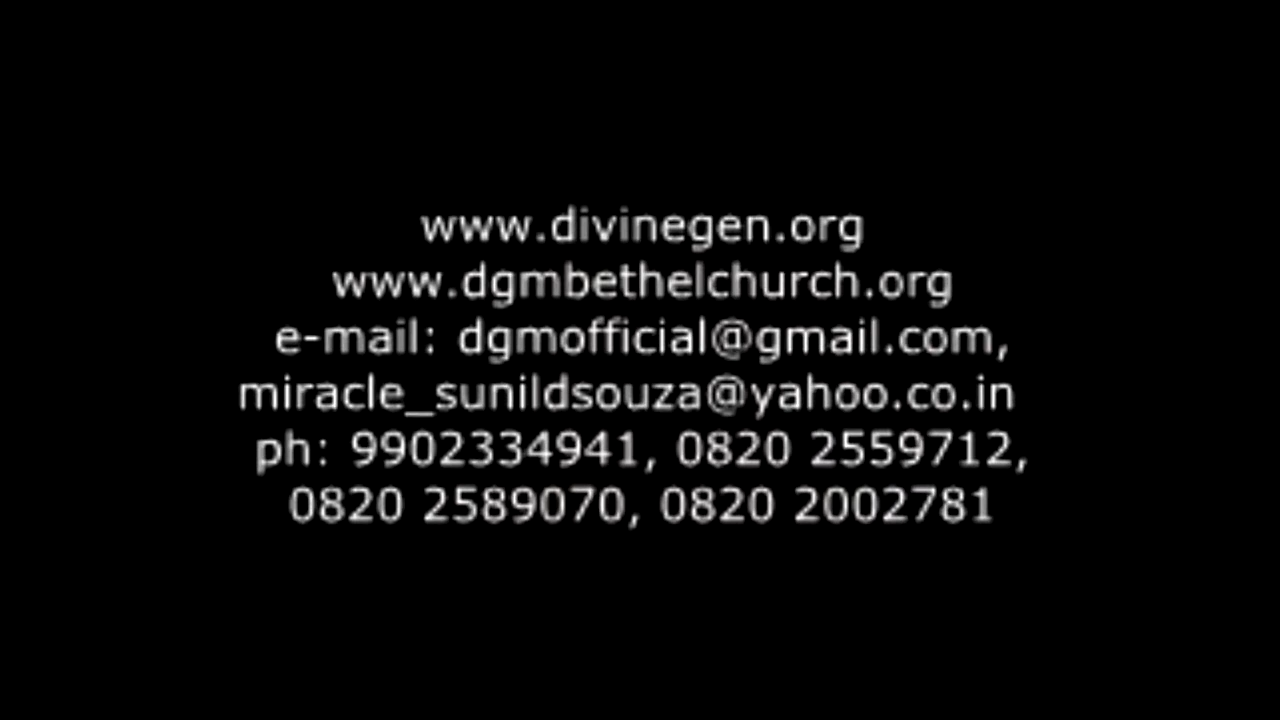 www.divinegen.org
www.dgmbethelchurch.org
e-mail: dgmofficial@gmail.com,
miracle_sunildsouza@yahoo.co.in
ph: 9902334941, 0820 2559712,
0820 2589070, 0820 2002781